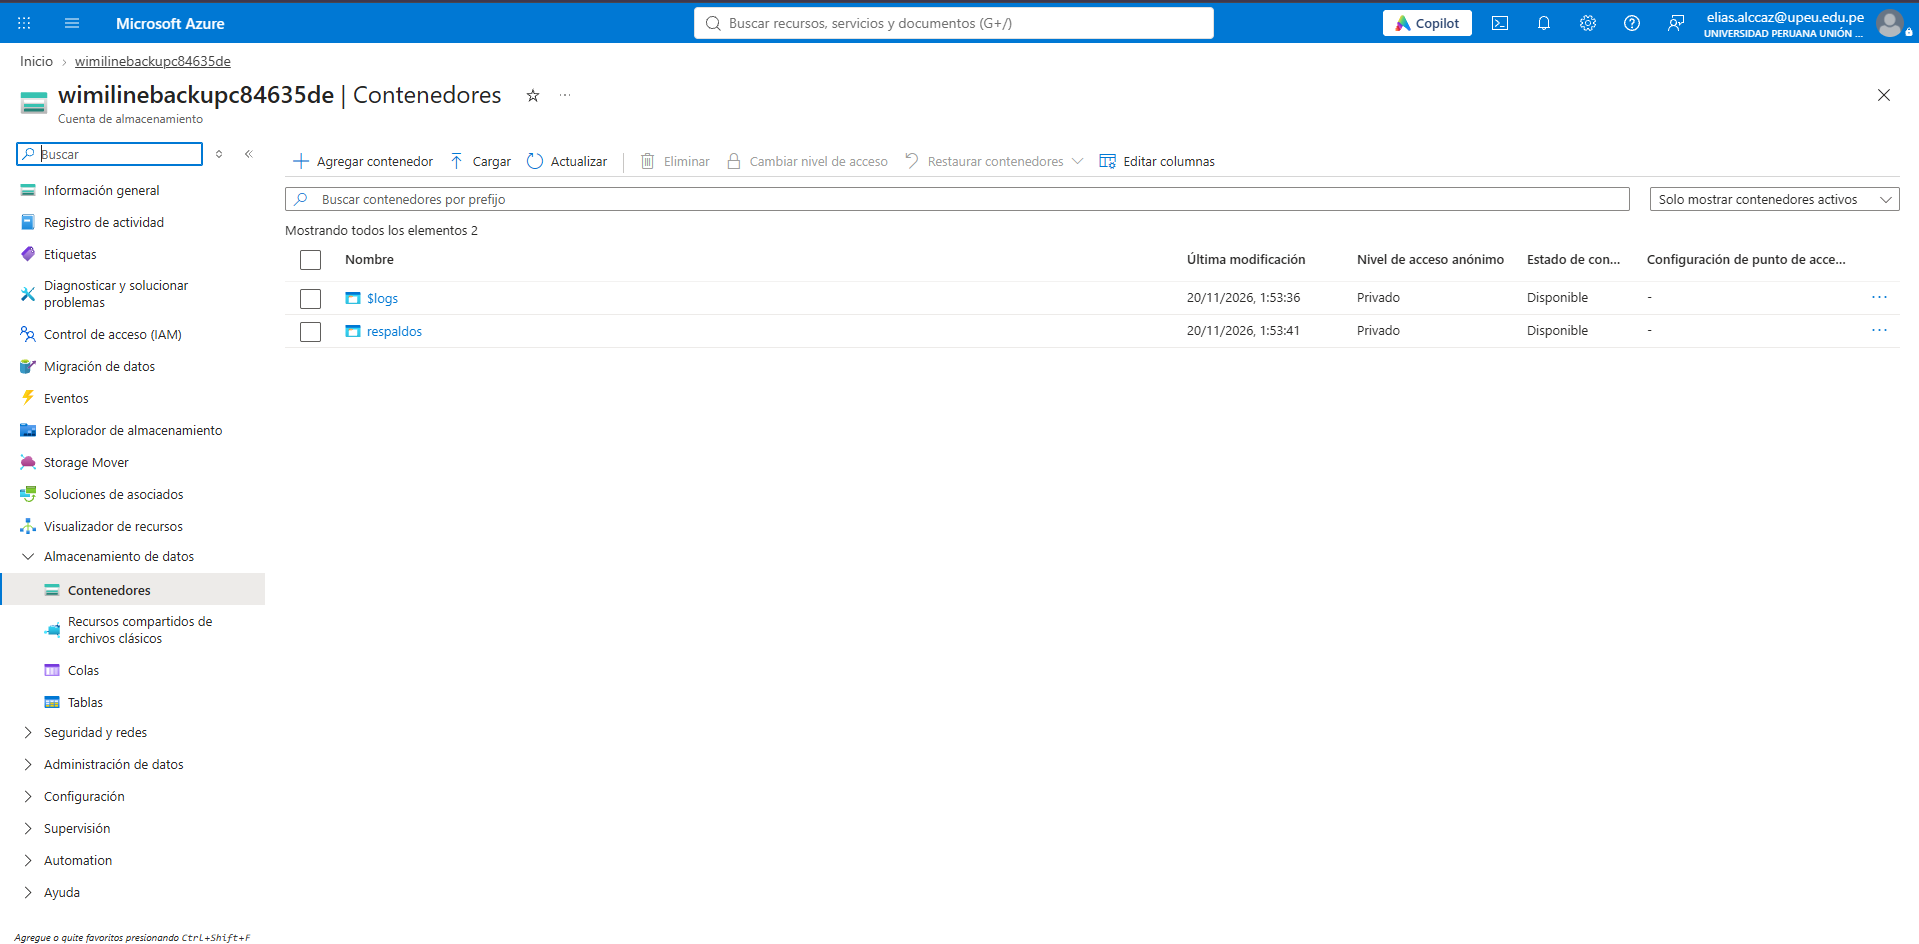 Microsoft Azure
Buscar recursos, servicios y documentos (G+/)
Copilot
elias.alccaz@upeu.edu.pe
UNIVERSIDAD PERUANA UNIÓN ...
Inicio > wimilinebackupc84635de
wimilinebackupc84635de | Contenedores
Cuenta de almacenamiento
Buscar
Agregar contenedor Cargar Actualizar Eliminar Cambiar nivel de acceso Restaurar contenedores Editar columnas
Buscar contenedores por prefijo
Solo mostrar contenedores activos
Mostrando todos los elementos 2
Nombre Última modificación Nivel de acceso anónimo Estado de con... Configuración de punto de acce...
$logs 20/11/2026, 1:53:36 Privado Disponible -
respaldos 20/11/2026, 1:53:41 Privado Disponible -
Información general
Registro de actividad
Etiquetas
Diagnosticar y solucionar
problemas
Control de acceso (IAM)
Migración de datos
Eventos
Explorador de almacenamiento
Storage Mover
Soluciones de asociados
Visualizador de recursos
Almacenamiento de datos
Contenedores
Recursos compartidos de
archivos clásicos
Colas
Tablas
Seguridad y redes
Administración de datos
Configuración
Supervisión
Automation
Ayuda
Agregue o quite favoritos presionando Ctrl+Shift+F